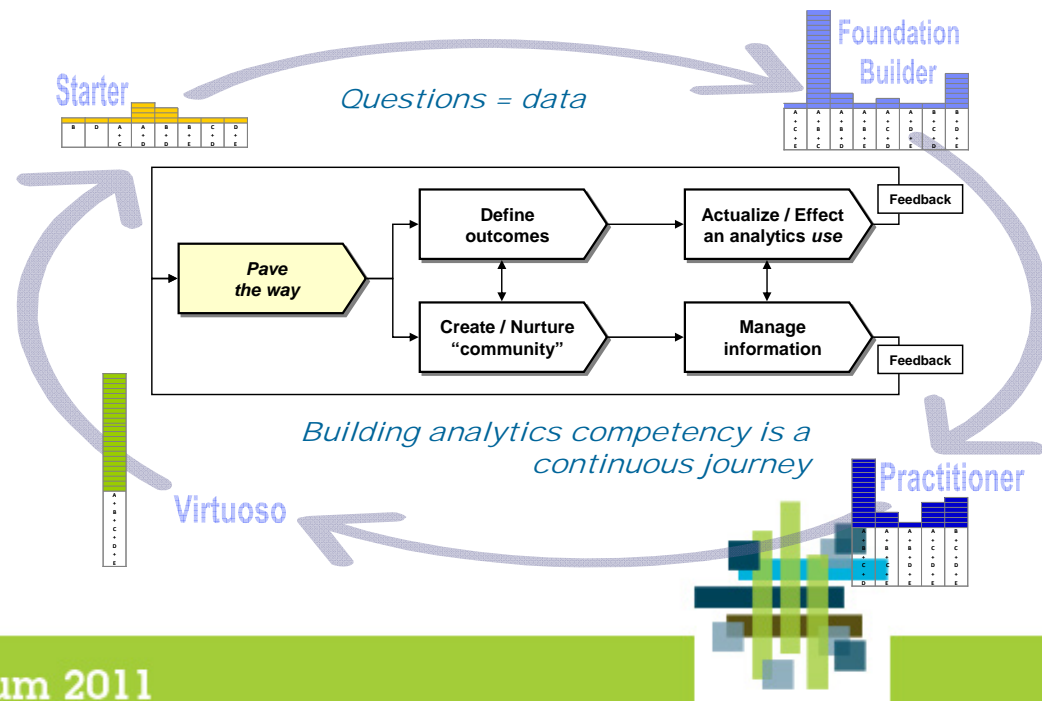 Foundation
Builder
Starter
Questions = data
B
D
A + C
A + D
B + D
B + E
C + D
D + E
A + C + E
A + B + C
A + B + D
A + C + D
A + D + E
B + C + D
B + D + E
Feedback
Define
outcomes
Actualize / Effect
an analytics use
Pave
the way
Create / Nurture
“community”
Manage
information
Feedback
Building analytics competency is a
continuous journey
Practitioner
A + B + C + D
A + B + C + E
A + B + D + E
A + C + D + E
B + C + D + E
Virtuoso
A + B + C + D + E
um 2011